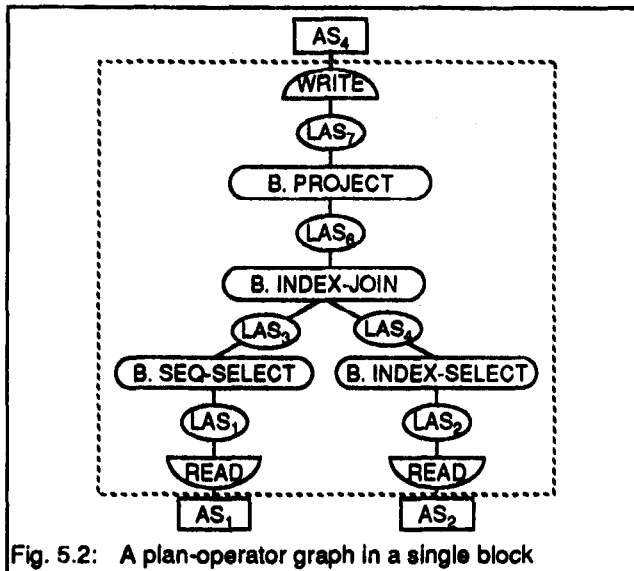 AS4
WRITE
LAS7
B. PROJECT
LAS6
B. INDEX-JOIN
LAS3 LAS4
B. SEQ-SELECT B. INDEX-SELECT
LAS1 LAS2
READ READ
AS1 AS2
Fig. 5.2: A plan-operator graph in a single block